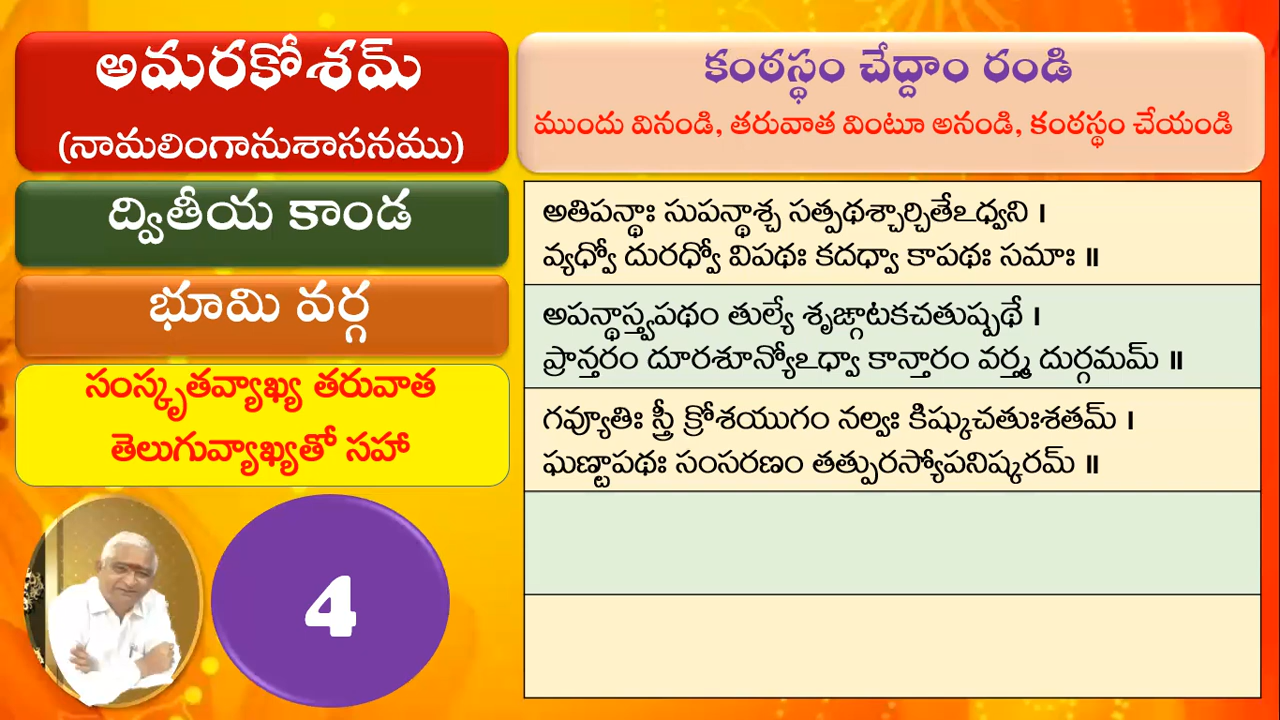 అమరకోశమ్
(నామలింగానుశాసనము)
ద్వితీయ కాండ
భూమి వర్గ
సంస్కృతవ్యాఖ్య తరువాత
తెలుగువ్యాఖ్యతో సహా
4
కంఠస్థం చేద్దాం రండి
ముందు వినండి, తరువాత వింటూ అనండి, కంఠస్థం చేయండి
అతిపన్థాః సుపన్థాశ్చ సత్పథశ్చార్చితేఽధ్వని ।
వ్యధ్వో దురధ్వో విపథః కదధ్వా కాపథః సమాః ॥
అపన్థాస్త్వపథం తుల్యే శృఙ్గాటకచతుష్పథే ।
ప్రాన్తరం దూరశూన్యోఽధ్వా కాన్తారం వర్త్మ దుర్గమమ్ ॥
గవ్యూతిః స్త్రీ క్రోశయుగం నల్వః కిష్కుచతుఃశతమ్ ।
ఘణ్టాపథః సంసరణం తత్పురస్యోపనిష్కరమ్ ॥